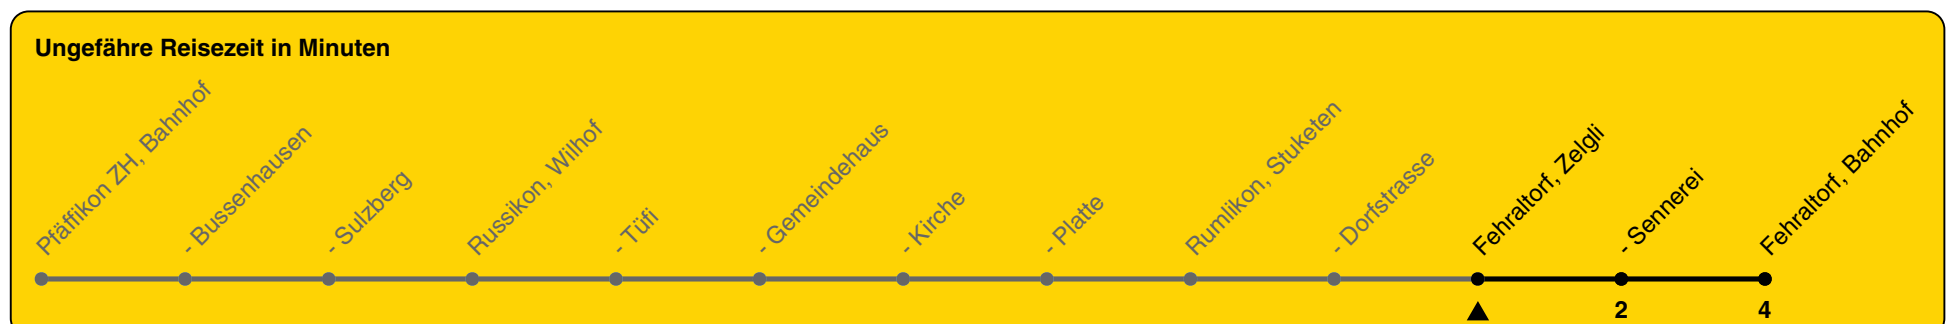 Ungefähre Reisezeit in Minuten
Pfäffikon ZH, Bahnhof
- Bussenhausen
- Sulzberg
Russikon, Wilhof
- Tüfi
- Gemeindehaus
- Kirche
- Platte
Rumlikon, Stuketen
- Dorfstrasse
Fehraltorf, Zelgli
- Sennerei
Fehraltorf, Bahnhof
2
4